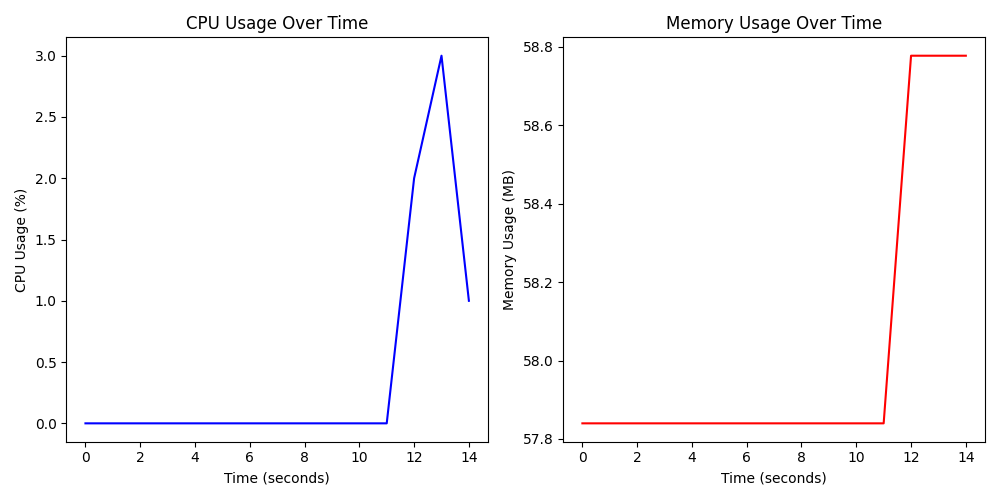 CPU Usage Over Time
3.0
2.5
2.0
1.5
1.0
0.5
0.0
CPU Usage (%)
0 2 4 6 8 10 12 14
Time (seconds)
Memory Usage Over Time
58.8
58.6
58.4
58.2
58.0
57.8
Memory Usage (MB)
0 2 4 6 8 10 12 14
Time (seconds)